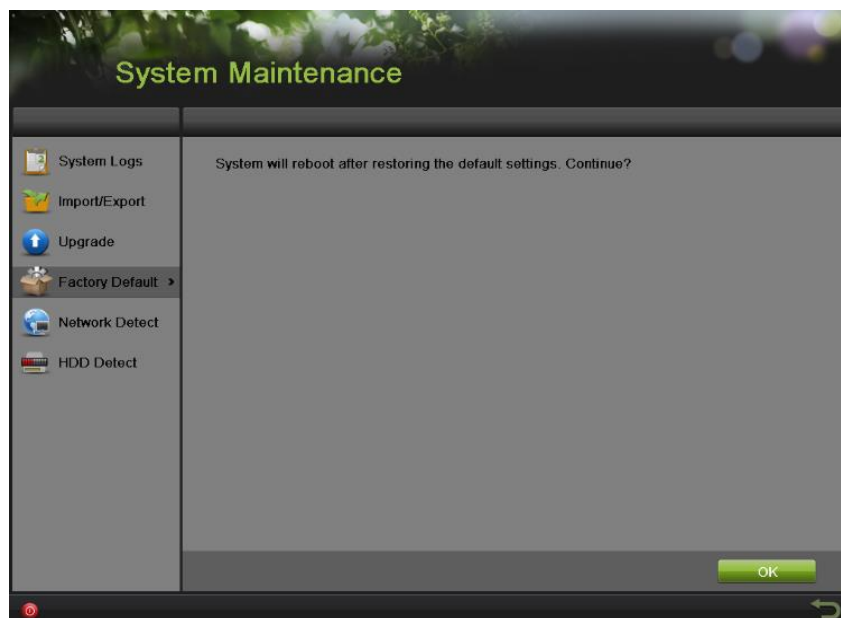 System Maintenance
System Logs
System will reboot after restoring the default settings. Continue?
Import/Export
Upgrade
Factory Default >
Network Detect
HDD Detect
OK